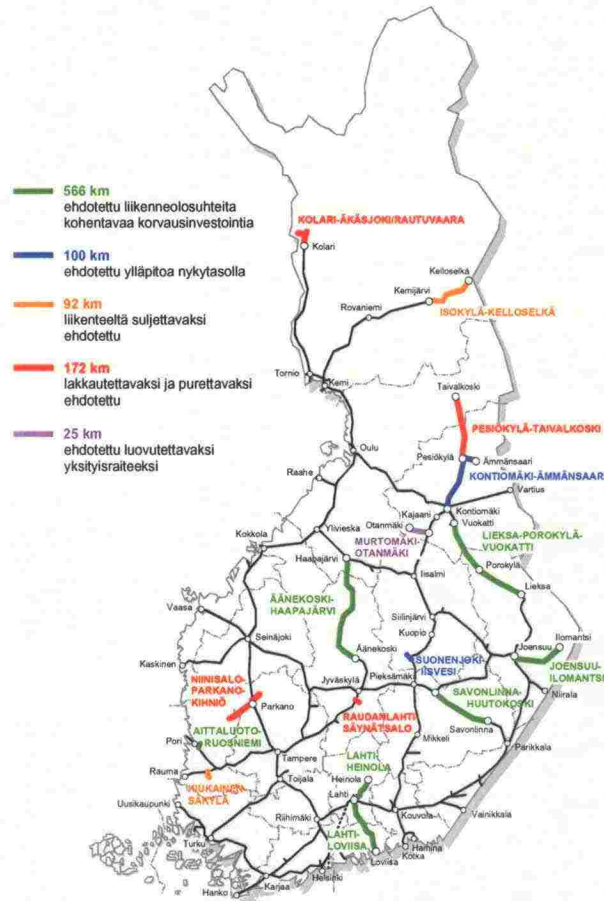 566 km
ehdotettu liikenneolosuhteita
kohentavaa korvausinvestointia
100 km
ehdotettu ylläpitoa nykytasolla
92 km
liikenteeltä suljettavaksi
ehdotettu
172 km
lakkautettavaksi ja purettavaksi
ehdotettu
25 km
ehdotettu luovutettavaksi
yksityisraiteeksi
KOLARI-ÄKÄSJOKI/RAUTUVAARA
Kolari
Kelloselkä
Kemijärvi
ISOKYLÄ-KELLOSELKÄ
Rovaniemi
Tornio
Kemi
Taivalkoski
PESIÖKYLÄ-TAIVALKOSKI
Oulu
Pesiökylä
Ämmänsaari
KONTIOMÄKI-ÄMMÄNSAARI
Raahe
Vartius
Kajaani
Kontiomäki
Otanmäki
Vuokatti
Ylivieska
MURTOMÄKI-
OTANMÄKI
LIEKSA-POROKYLÄ-
VUOKATTI
Kokkola
Haapajärvi
Iisalmi
Porokylä
Lieksa
ÄÄNEKOSKI-
HAAPAJÄRVI
Vaasa
Siilinjärvi
Seinäjoki
Kuopio
Ilomantsi
Äänekoski
SUONENJOKI-
IISVESI
Joensuu
Kaskinen
JOENSUU-
ILOMANTSI
Jyväskylä
Pieksämäki
NIINISALO-
PARKANO-
KIHNIÖ
Niirala
Parkano
SAVONLINNA-
HUUTOKOSKI
RAUDANLAHTI-
SÄYNÄTSALO
Savonlinna
AITTALUOTO-
RUOSNIEMI
Mikkeli
Pori
Parikkala
Tampere
LAHTI-
HEINOLA
Rauma
Toijala
Heinola
KIUKAINEN-
SÄKYLÄ
Lahti
Uusikaupunki
Riihimäki
Kouvola
Vainikkala
Turku
LAHTI-
LOVIISA
Hamina
Loviisa
Kotka
Helsinki
Karjaa
Hanko